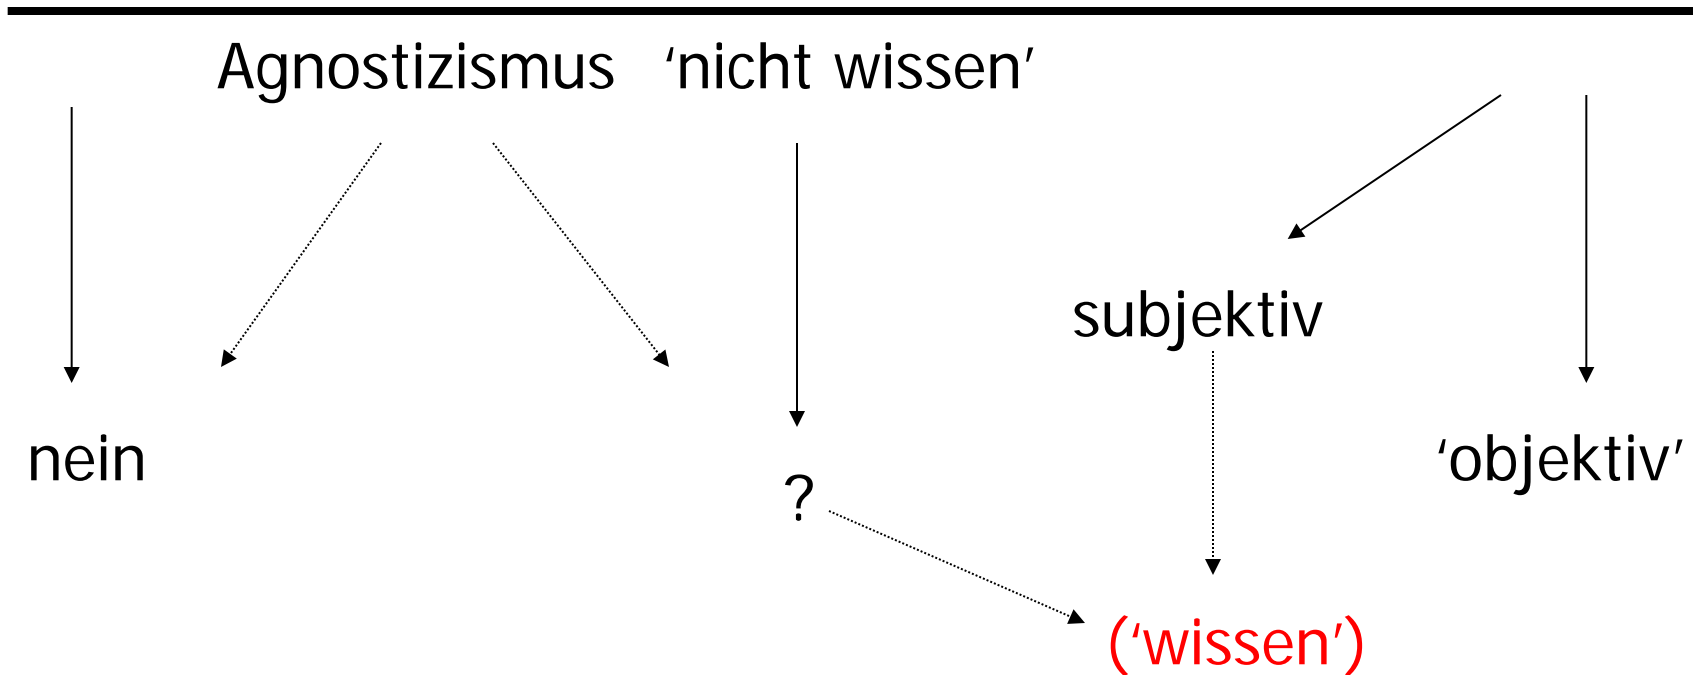 Agnostizismus ‘nicht wissen’
subjektiv
nein
‘objektiv’
?
(‘wissen’)